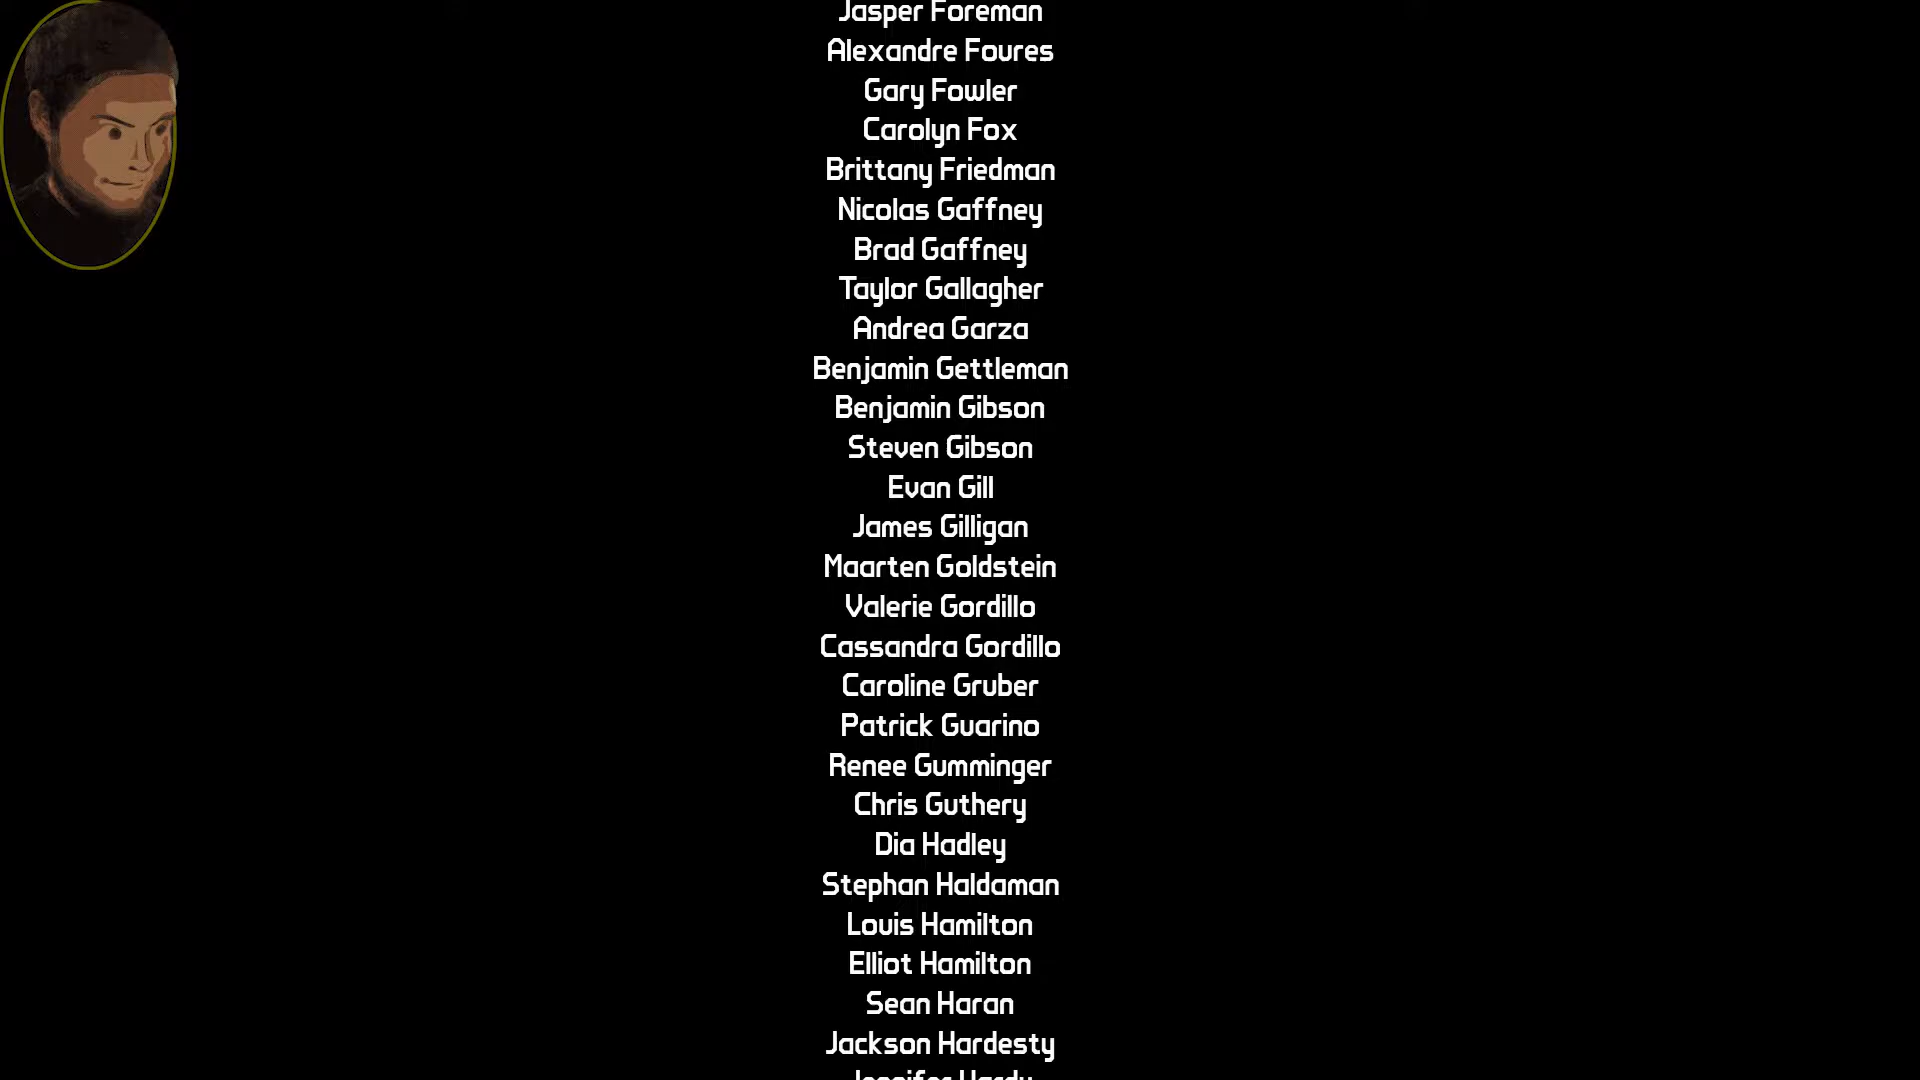 Jasper Foreman
Alexandre Foures
Gary Fowler
Carolyn Fox
Brittany Friedman
Nicolas Gaffney
Brad Gaffney
Taylor Gallagher
Andrea Garza
Benjamin Gettleman
Benjamin Gibson
Steven Gibson
Evan Gill
James Gilligan
Maarten Goldstein
Valerie Gordillo
Cassandra Gordillo
Caroline Gruber
Patrick Guarino
Renee Gumminger
Chris Guthery
Dia Hadley
Stephan Haldaman
Louis Hamilton
Elliot Hamilton
Sean Haran
Jackson Hardesty
Jennifer Hardy